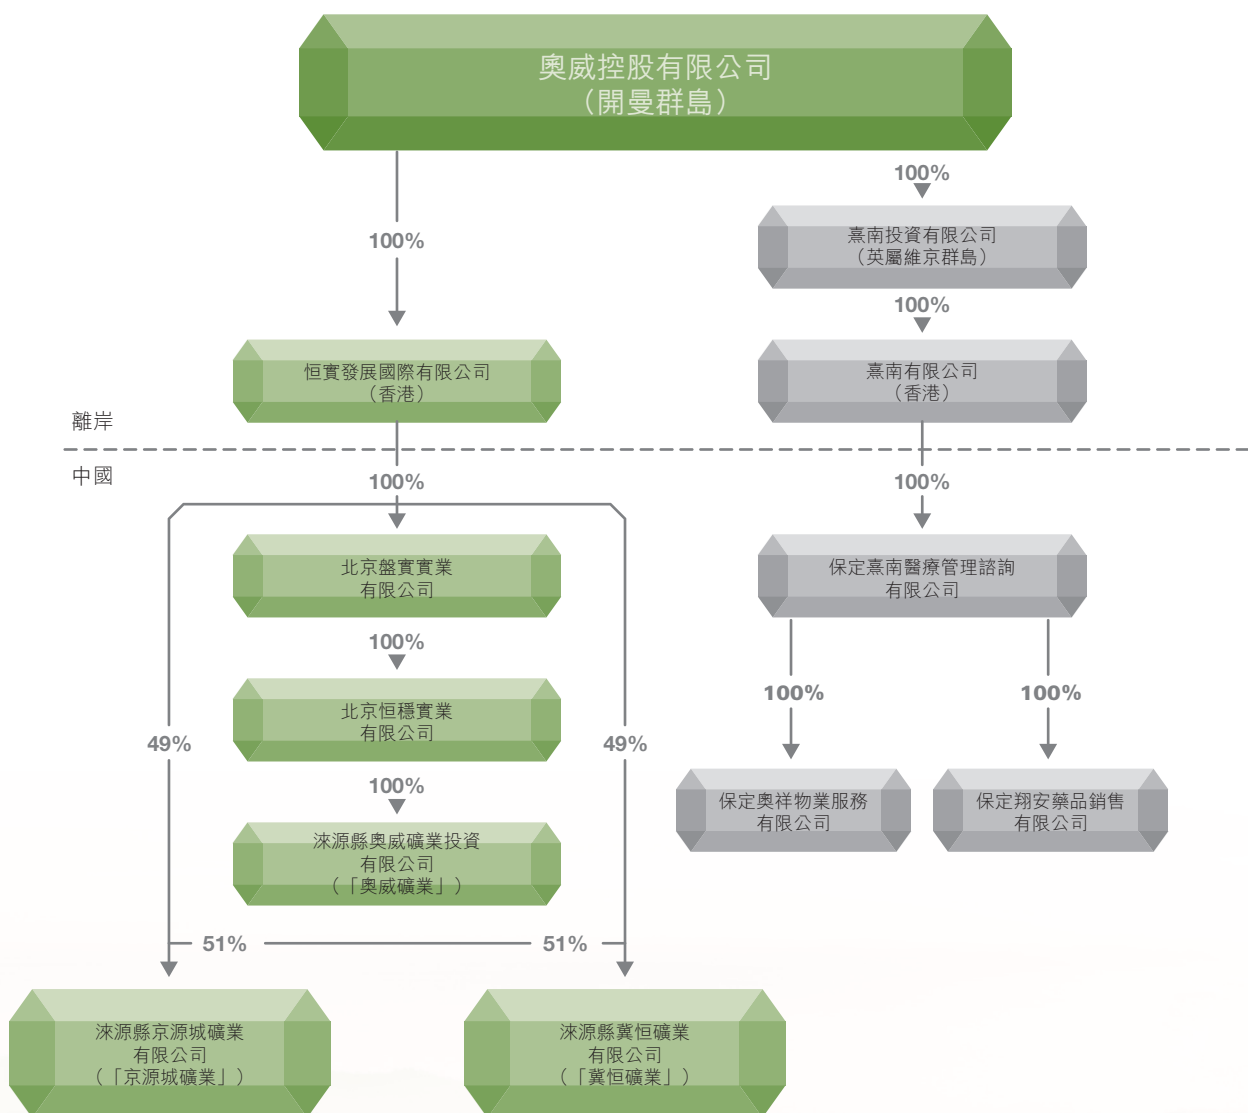 奧威控股有限公司
（開曼群島）
100%
熹南投資有限公司
（英屬維京群島）
100%
100%
恒實發展國際有限公司
（香港）
熹南有限公司
（香港）
離岸
中國
100%
100%
北京盤實實業
有限公司
保定熹南醫療管理諮詢
有限公司
100%
北京恒穩實業
有限公司
100%
100%
49%
49%
100%
保定奧祥物業服務
有限公司
保定翔安藥品銷售
有限公司
淶源縣奧威礦業投資
有限公司
（「奧威礦業」）
51%
51%
淶源縣京源城礦業
有限公司
（「京源城礦業」）
淶源縣冀恒礦業
有限公司
（「冀恒礦業」）